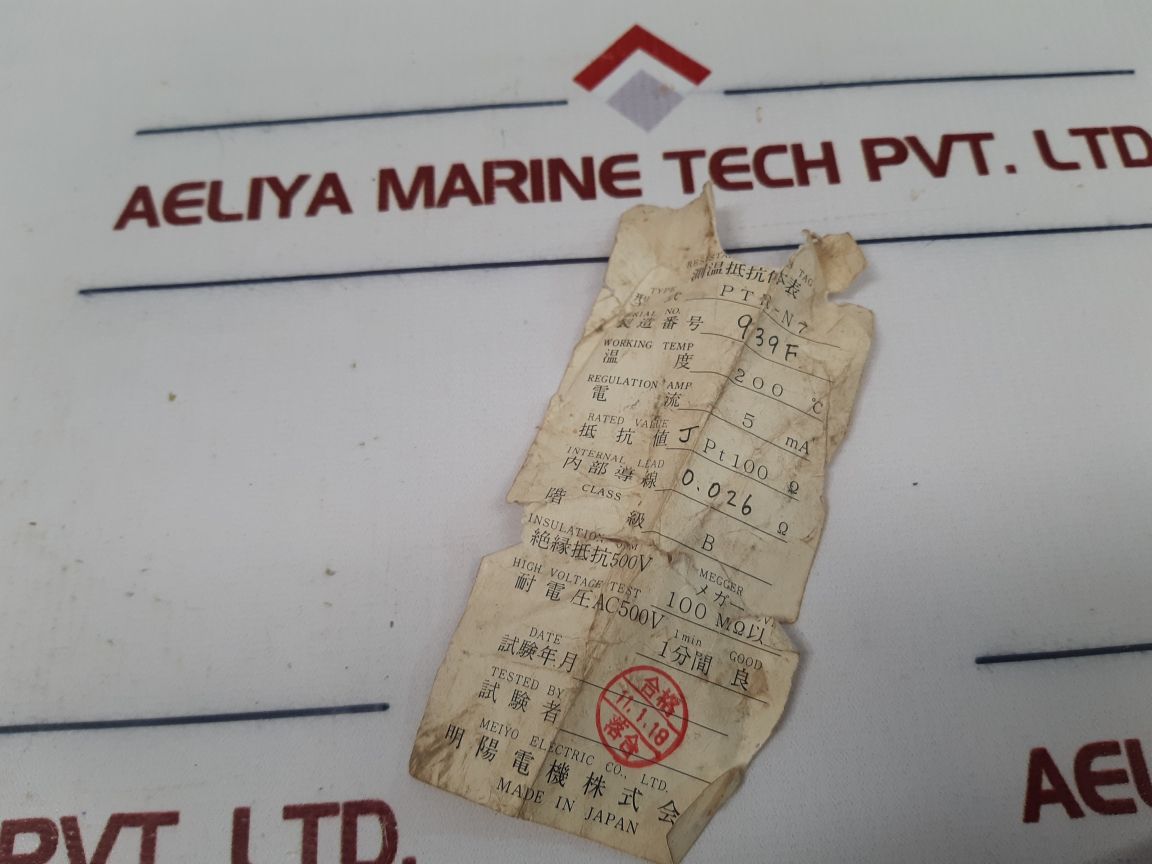 AELIYA MARINE TECH PVT. LTD
測温抵抗体表
TYPE
型式 PTR-N7
SERIAL NO.
製造番号 939F
WORKING TEMP
温度 200 ℃
REGULATION AMP
電流 5 mA
RATED VALUE
抵抗値 J Pt100 Ω
INTERNAL LEAD
内部導線 0.026 Ω
CLASS
階級 B
INSULATION
絶縁抵抗500V MEGGER
メガー
100 MΩ以
HIGH VOLTAGE TEST 1min GOOD
耐電圧AC500V 1分間 良
DATE
試験年月
TESTED BY
試験者
合格
11.1.18
落合
MEIYO ELECTRIC CO., LTD.
明陽電機株式会
MADE IN JAPAN
AEL
PVT. LTD.